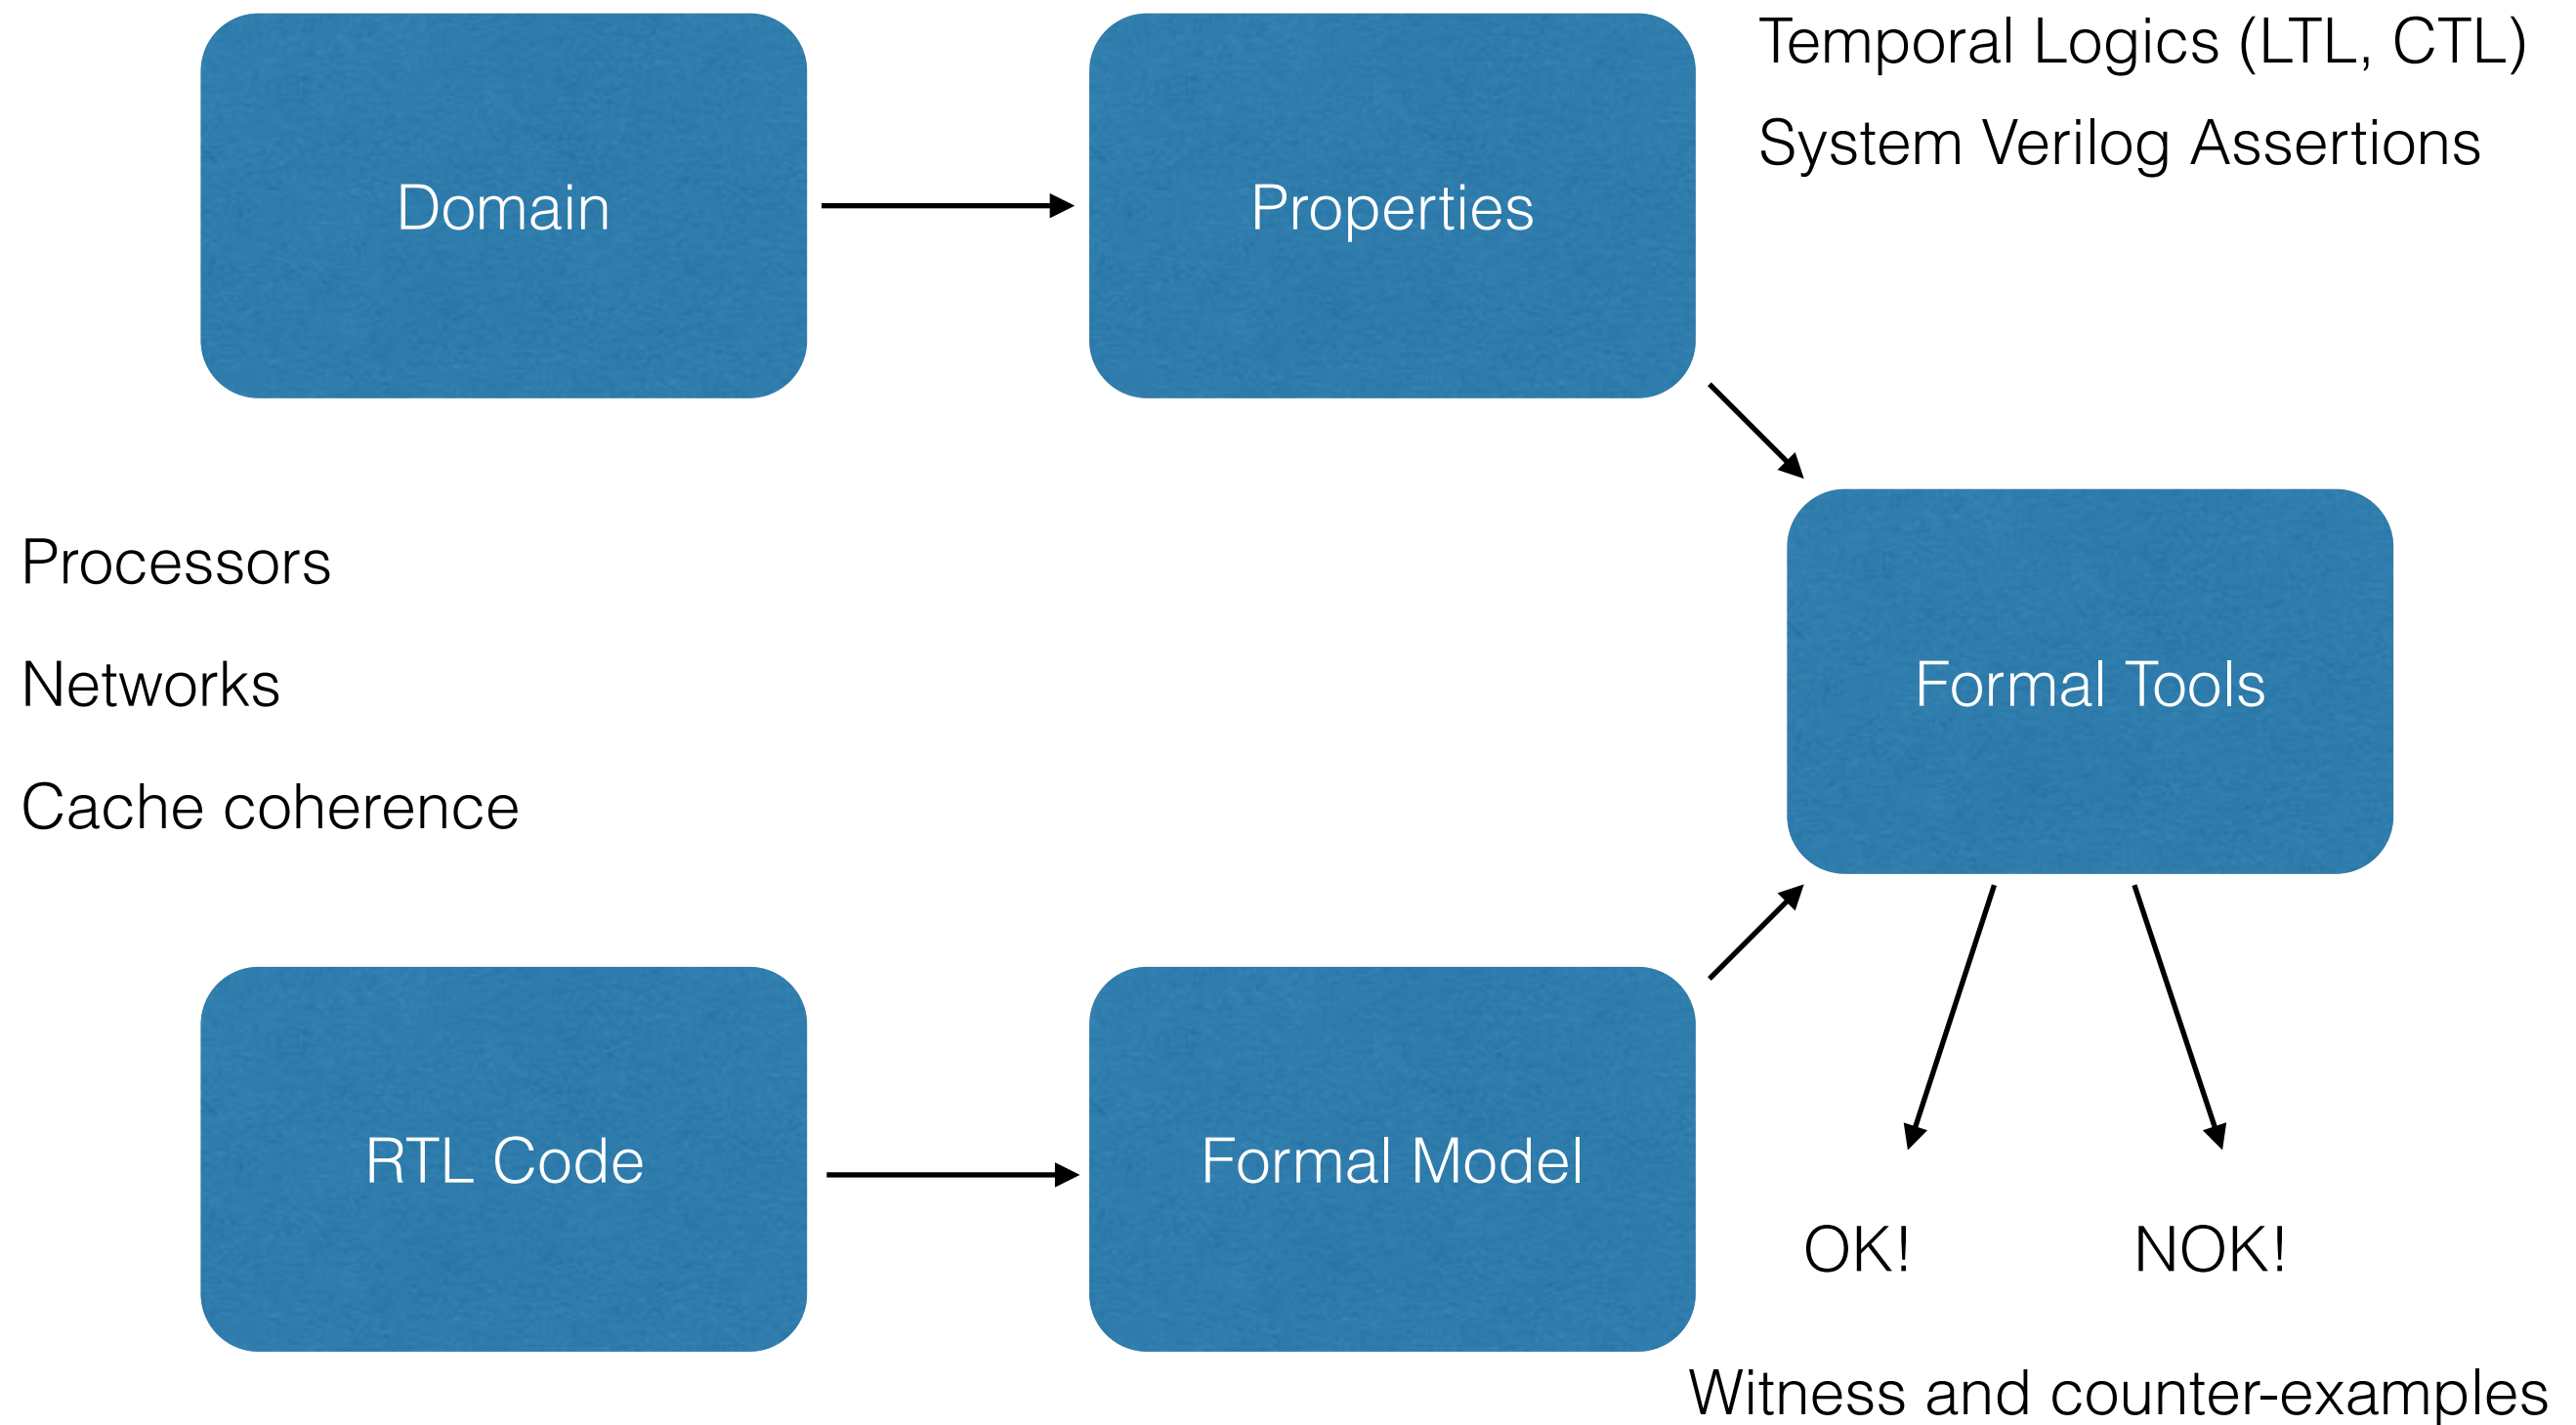 Temporal Logics (LTL, CTL)
System Verilog Assertions
Domain
Properties
Processors
Networks
Cache coherence
Formal Tools
RTL Code
Formal Model
OK!
NOK!
Witness and counter-examples